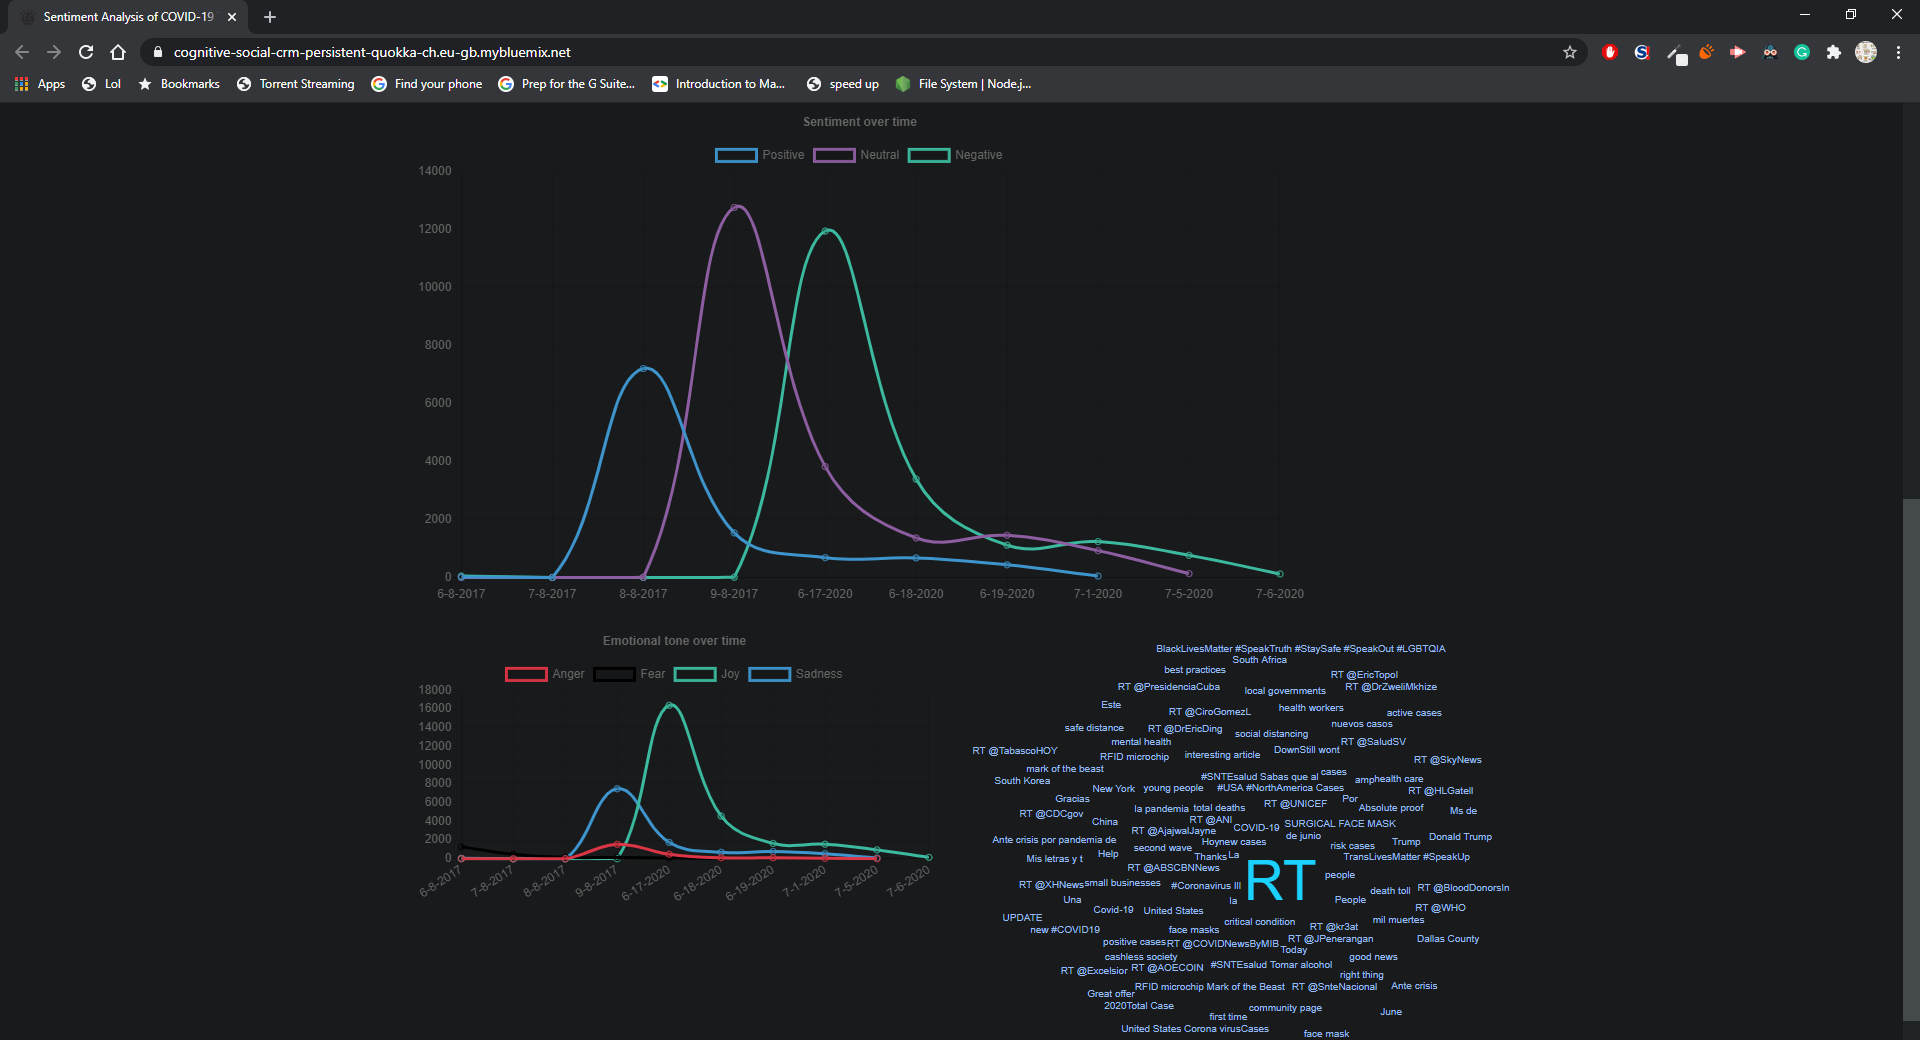 Sentiment Analysis of COVID-19
cognitive-social-crm-persistent-quokka-ch.eu-gb.mybluemix.net
Apps Lol Bookmarks Torrent Streaming Find your phone Prep for the G Suite... Introduction to Ma... speed up File System | Node.j...
Sentiment over time
Positive Neutral Negative
14000
12000
10000
8000
6000
4000
2000
0
6-8-2017 7-8-2017 8-8-2017 9-8-2017 6-17-2020 6-18-2020 6-19-2020 7-1-2020 7-5-2020 7-6-2020
Emotional tone over time
Anger Fear Joy Sadness
18000
16000
14000
12000
10000
8000
6000
4000
2000
0
6-8-2017 7-8-2017 8-8-2017 9-8-2017 6-17-2020 6-18-2020 6-19-2020 7-1-2020 7-5-2020 7-6-2020
BlackLivesMatter #SpeakTruth #StaySafe #SpeakOut #LGBTQIA
South Africa
best practices
RT @EricTopol
RT @PresidenciaCuba
local governments
RT @DrZweliMkhize
Este
RT @CiroGomezL
health workers
active cases
safe distance
RT @DrEricDing
social distancing
nuevos casos
mental health
RT @SaludSV
RT @TabascoHOY
RFID microchip
interesting article
DownStill wont
RT @SkyNews
mark of the beast
South Korea
#SNTEsalud Sabas que al
cases
amp
health care
New York
young people
#USA #NorthAmerica Cases
RT @HLGatell
Gracias
la pandemia
total deaths
RT @UNICEF
Por
Absolute proof
Ms de
RT @CDCgov
China
RT @ANI
COVID-19
SURGICAL FACE MASK
RT @AjajwalJayne
de junio
Ante crisis por pandemia de
Hoy
new cases
Trump
Donald Trump
second wave
risk cases
Mis letras y t
Help
Thanks
La
TransLivesMatter #SpeakUp
RT @ABSCBNNews
RT
people
RT @XHNews
small businesses
#Coronavirus III
death toll
RT @BloodDonorsIn
Una
la
People
Covid-19
United States
RT @WHO
UPDATE
critical condition
mil muertes
new #COVID19
face masks
RT @kr3at
positive cases
RT @COVIDNewsByMIB
RT @JPenerangan
Dallas County
Today
cashless society
good news
RT @Excelsior
RT @AOECOIN
#SNTEsalud Tomar alcohol
right thing
RFID microchip Mark of the Beast
RT @SnteNacional
Ante crisis
Great offer
2020Total Case
community page
June
first time
United States Corona virusCases
face mask